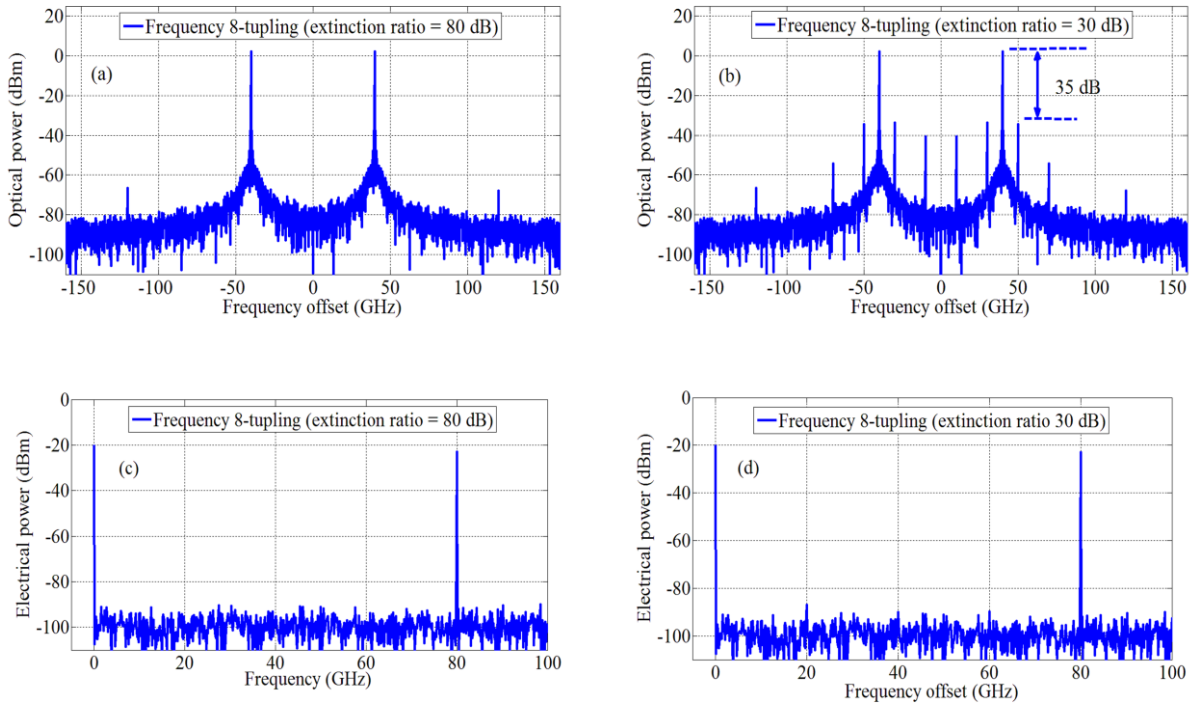 Frequency 8-tupling (extinction ratio = 80 dB)
(a)
Optical power (dBm)
20
0
-20
-40
-60
-80
-100
-150 -100 -50 0 50 100 150
Frequency offset (GHz)
Frequency 8-tupling (extinction ratio = 30 dB)
(b)
35 dB
Optical power (dBm)
20
0
-20
-40
-60
-80
-100
-150 -100 -50 0 50 100 150
Frequency offset (GHz)
Frequency 8-tupling (extinction ratio = 80 dB)
(c)
Electrical power (dBm)
0
-20
-40
-60
-80
-100
0 20 40 60 80 100
Frequency (GHz)
Frequency 8-tupling (extinction ratio 30 dB)
(d)
Electrical power (dBm)
0
-20
-40
-60
-80
-100
0 20 40 60 80 100
Frequency offset (GHz)